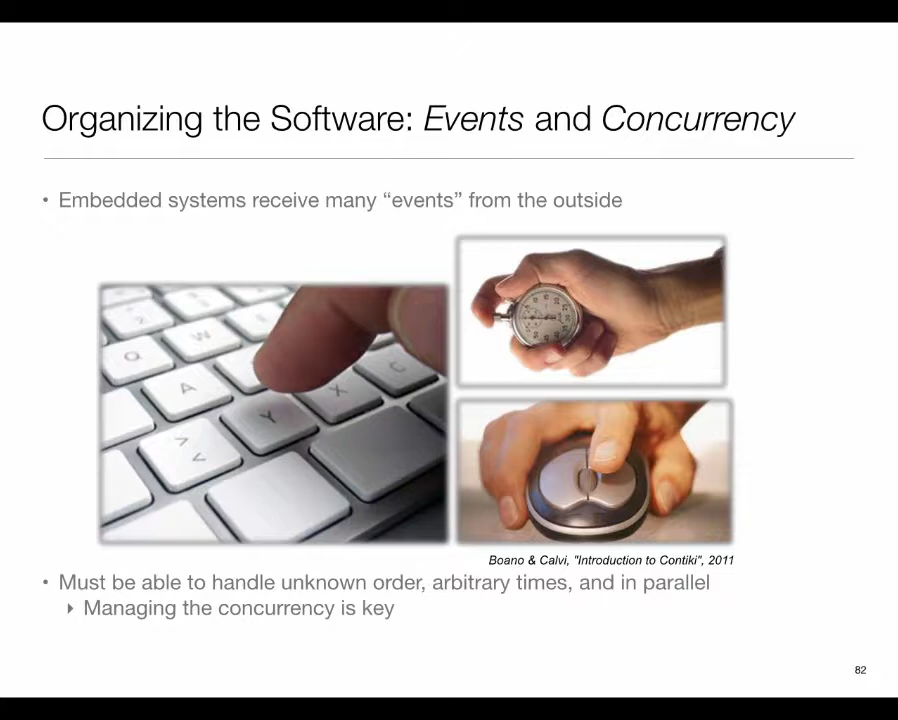 Organizing the Software: Events and Concurrency
• Embedded systems receive many “events” from the outside
2
Q W E
A
Y X C
>
<
Boano & Calvi, "Introduction to Contiki", 2011
• Must be able to handle unknown order, arbitrary times, and in parallel
‣ Managing the concurrency is key
82